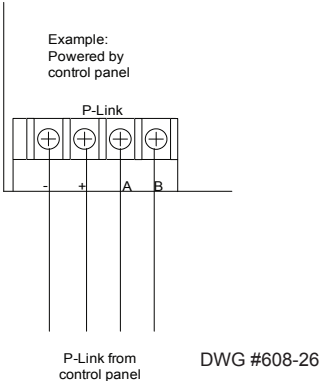 Example:
Powered by
control panel
P-Link
- + A B
P-Link from
control panel
DWG #608-26